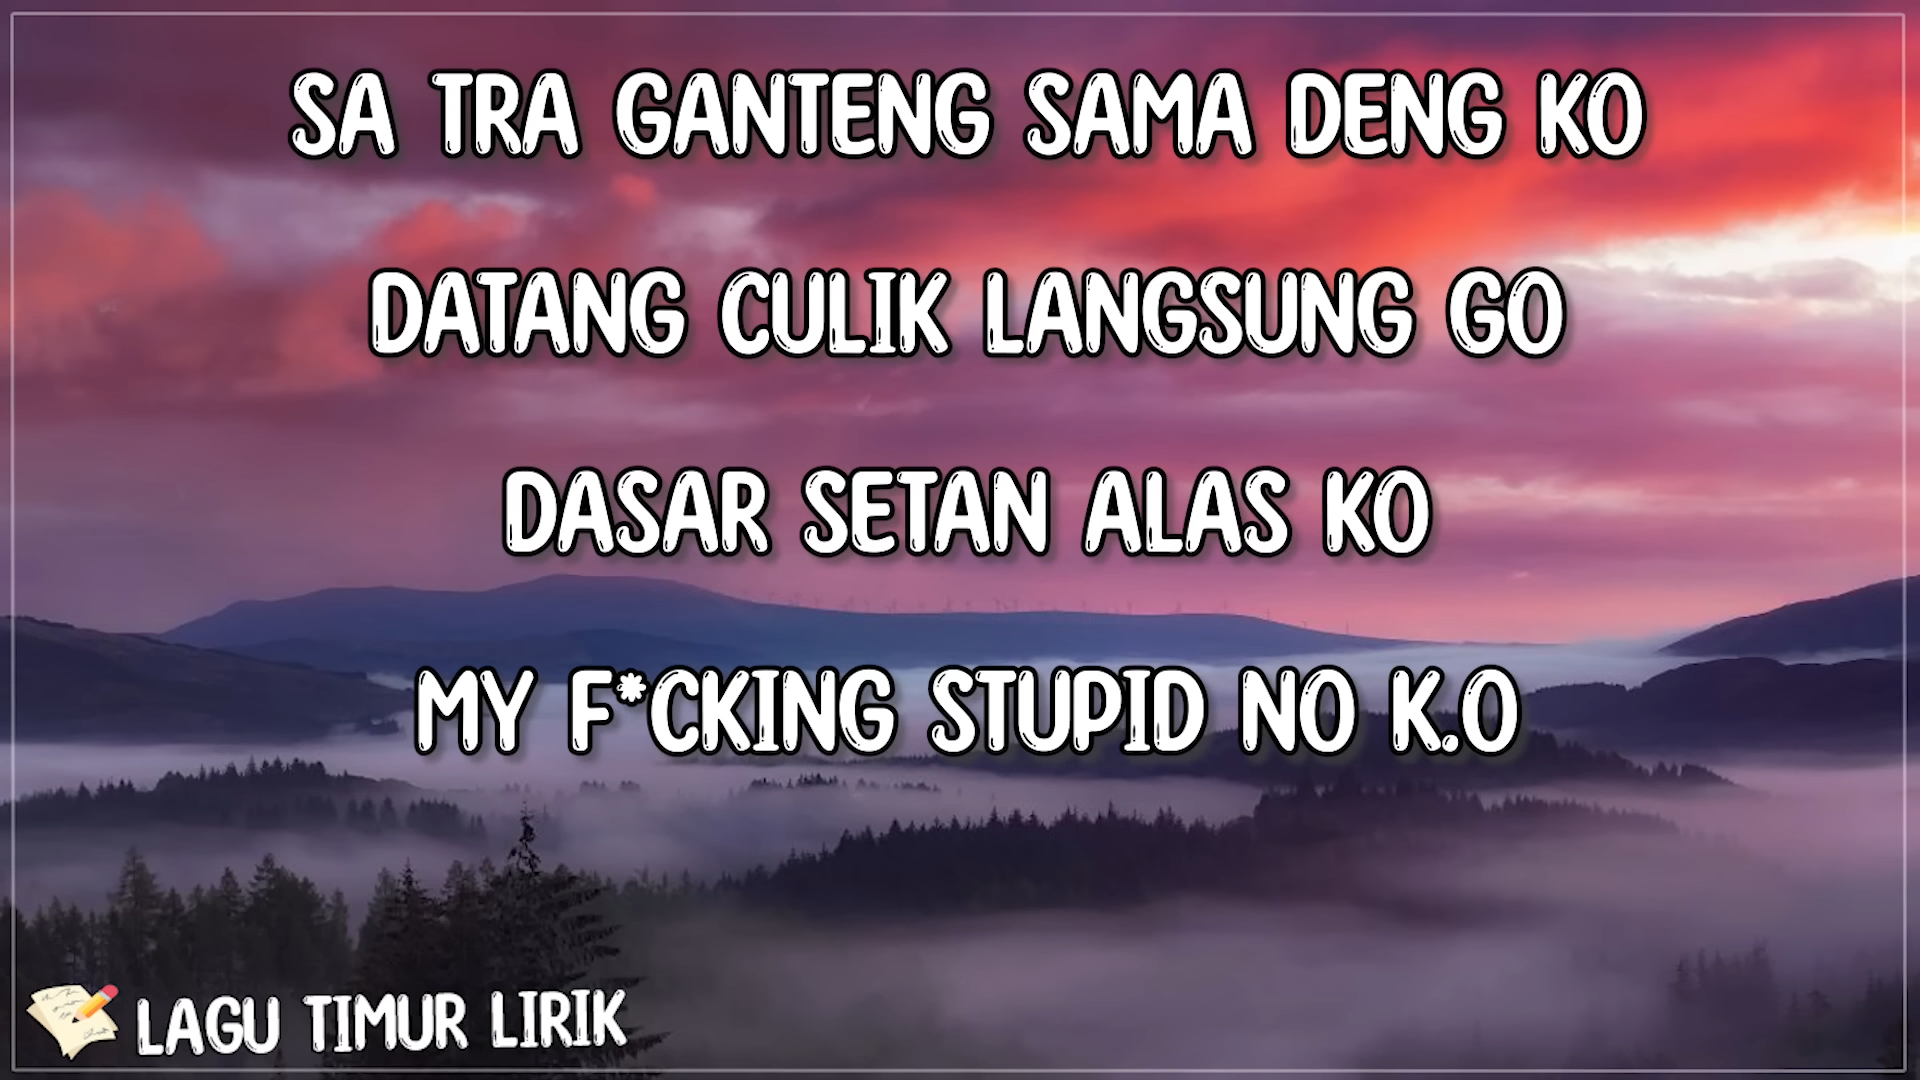 SA TRA GANTENG SAMA DENG KO
DATANG CULIK LANGSUNG GO
DASAR SETAN ALAS KO
MY F*CKING STUPID NO K.O
LAGU TIMUR LIRIK